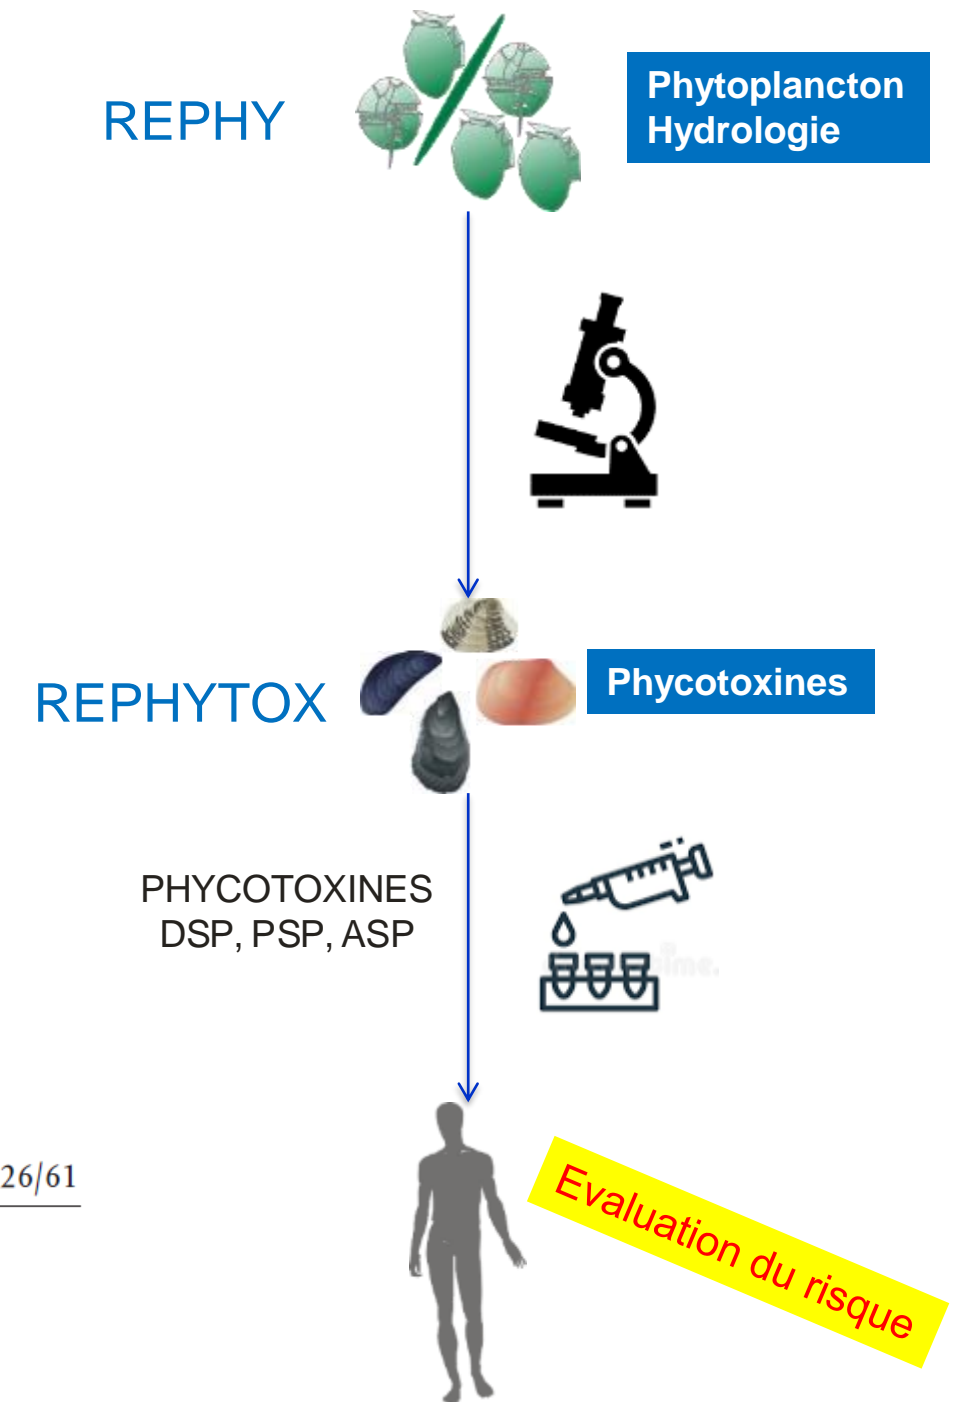 REPHY
Phytoplancton
Hydrologie
REPHYTOX
Phycotoxines
PHYCOTOXINES
DSP, PSP, ASP
26/61
Evaluation du risque